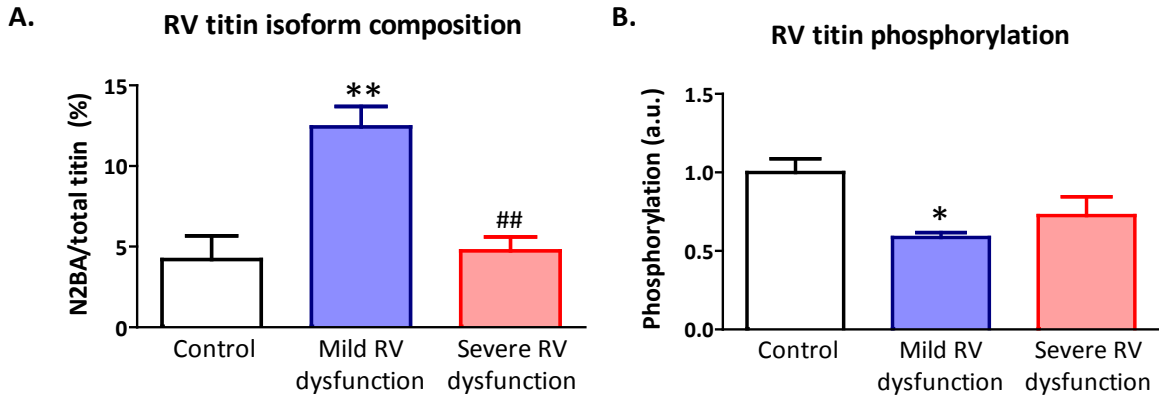 A.
RV titin isoform composition
N2BA/total titin (%)
15
10
5
0
**
##
Control
Mild RV
dysfunction
Severe RV
dysfunction
B.
RV titin phosphorylation
Phosphorylation (a.u.)
1.5
1.0
0.5
0.0
*
Control
Mild RV
dysfunction
Severe RV
dysfunction